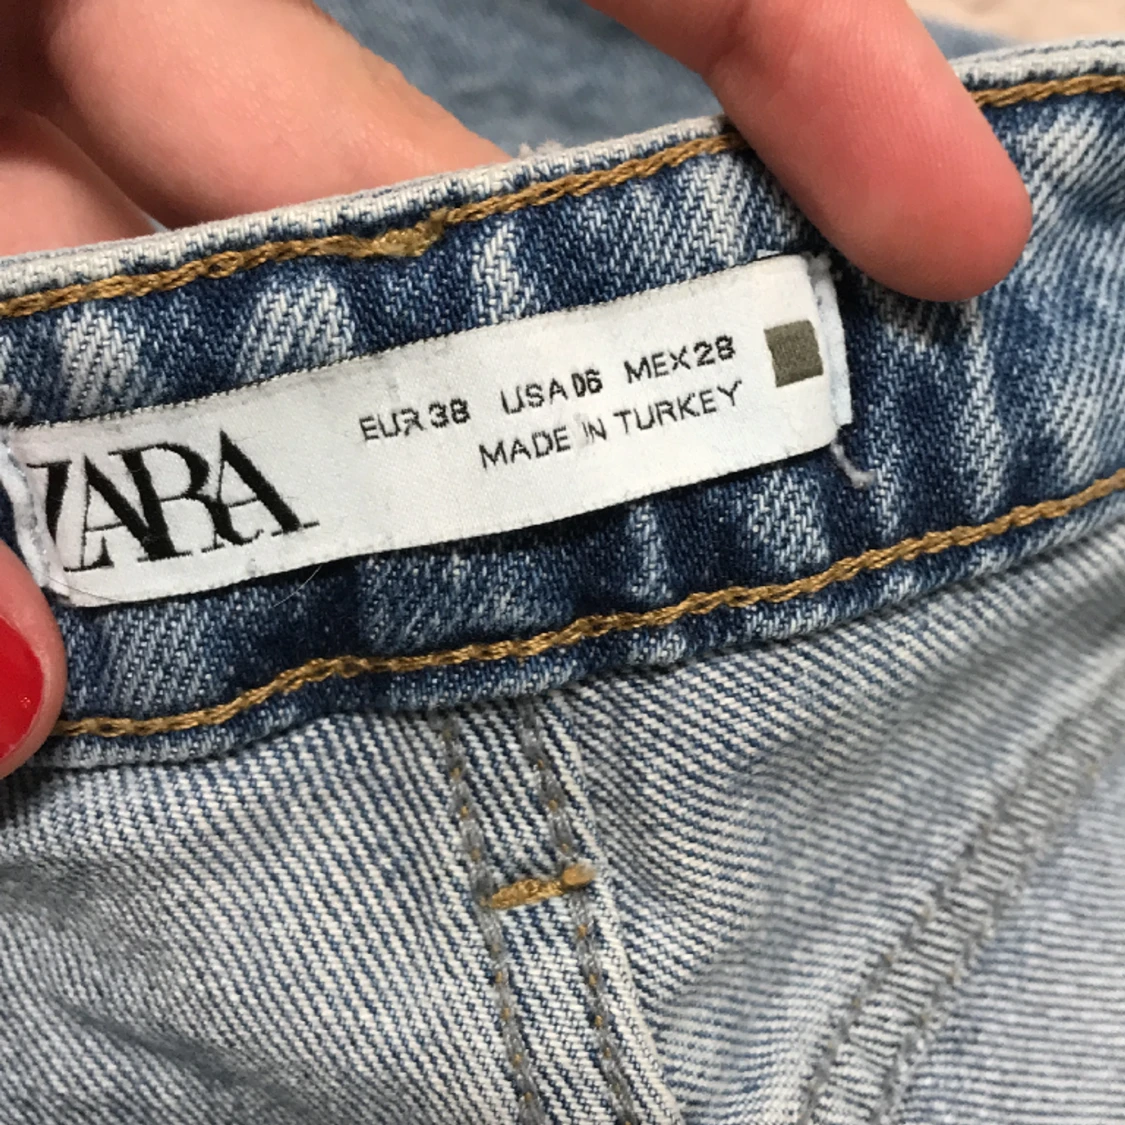 ZARA
EUR 38 USA 06 MEX 28
MADE IN TURKEY